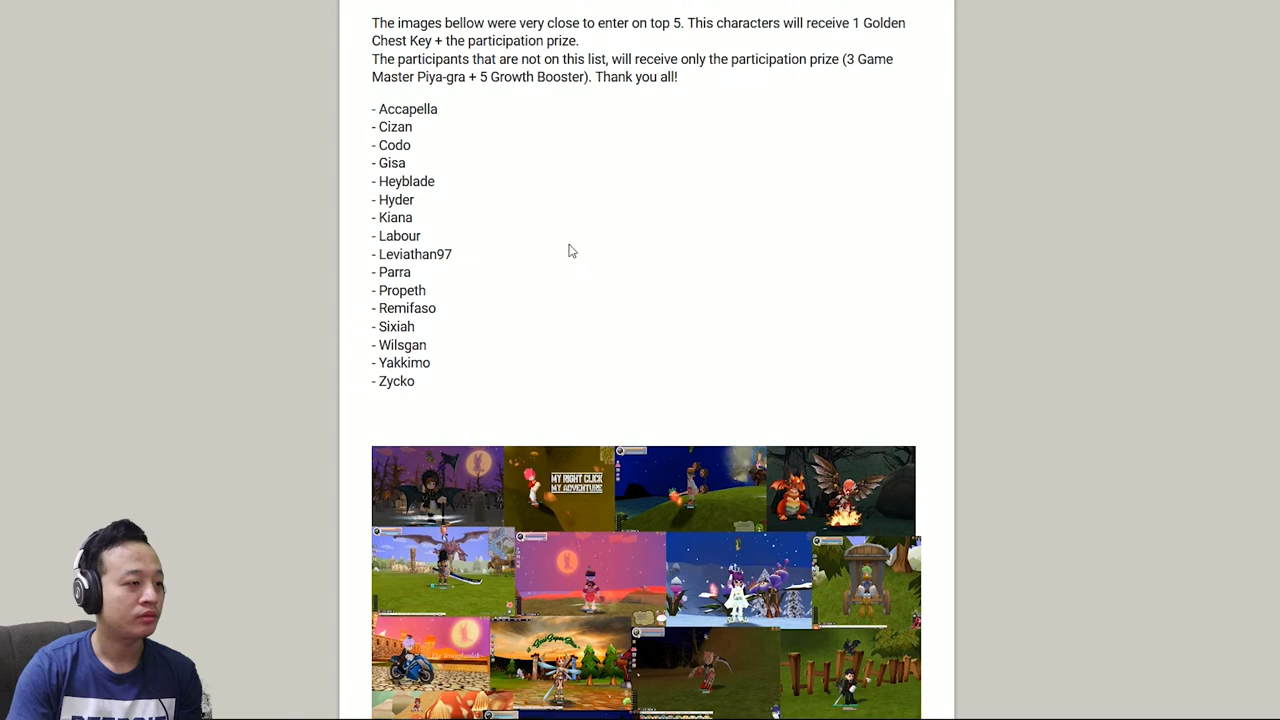 The images bellow were very close to enter on top 5. This characters will receive 1 Golden
Chest Key + the participation prize.
The participants that are not on this list, will receive only the participation prize (3 Game
Master Piya-gra + 5 Growth Booster). Thank you all!
- Accapella
- Cizan
- Codo
- Gisa
- Heyblade
- Hyder
- Kiana
- Labour
- Leviathan97
- Parra
- Propeth
- Remifaso
- Sixiah
- Wilsgan
- Yakkimo
- Zycko
MY RIGHT CLICK
MY ADVENTURE